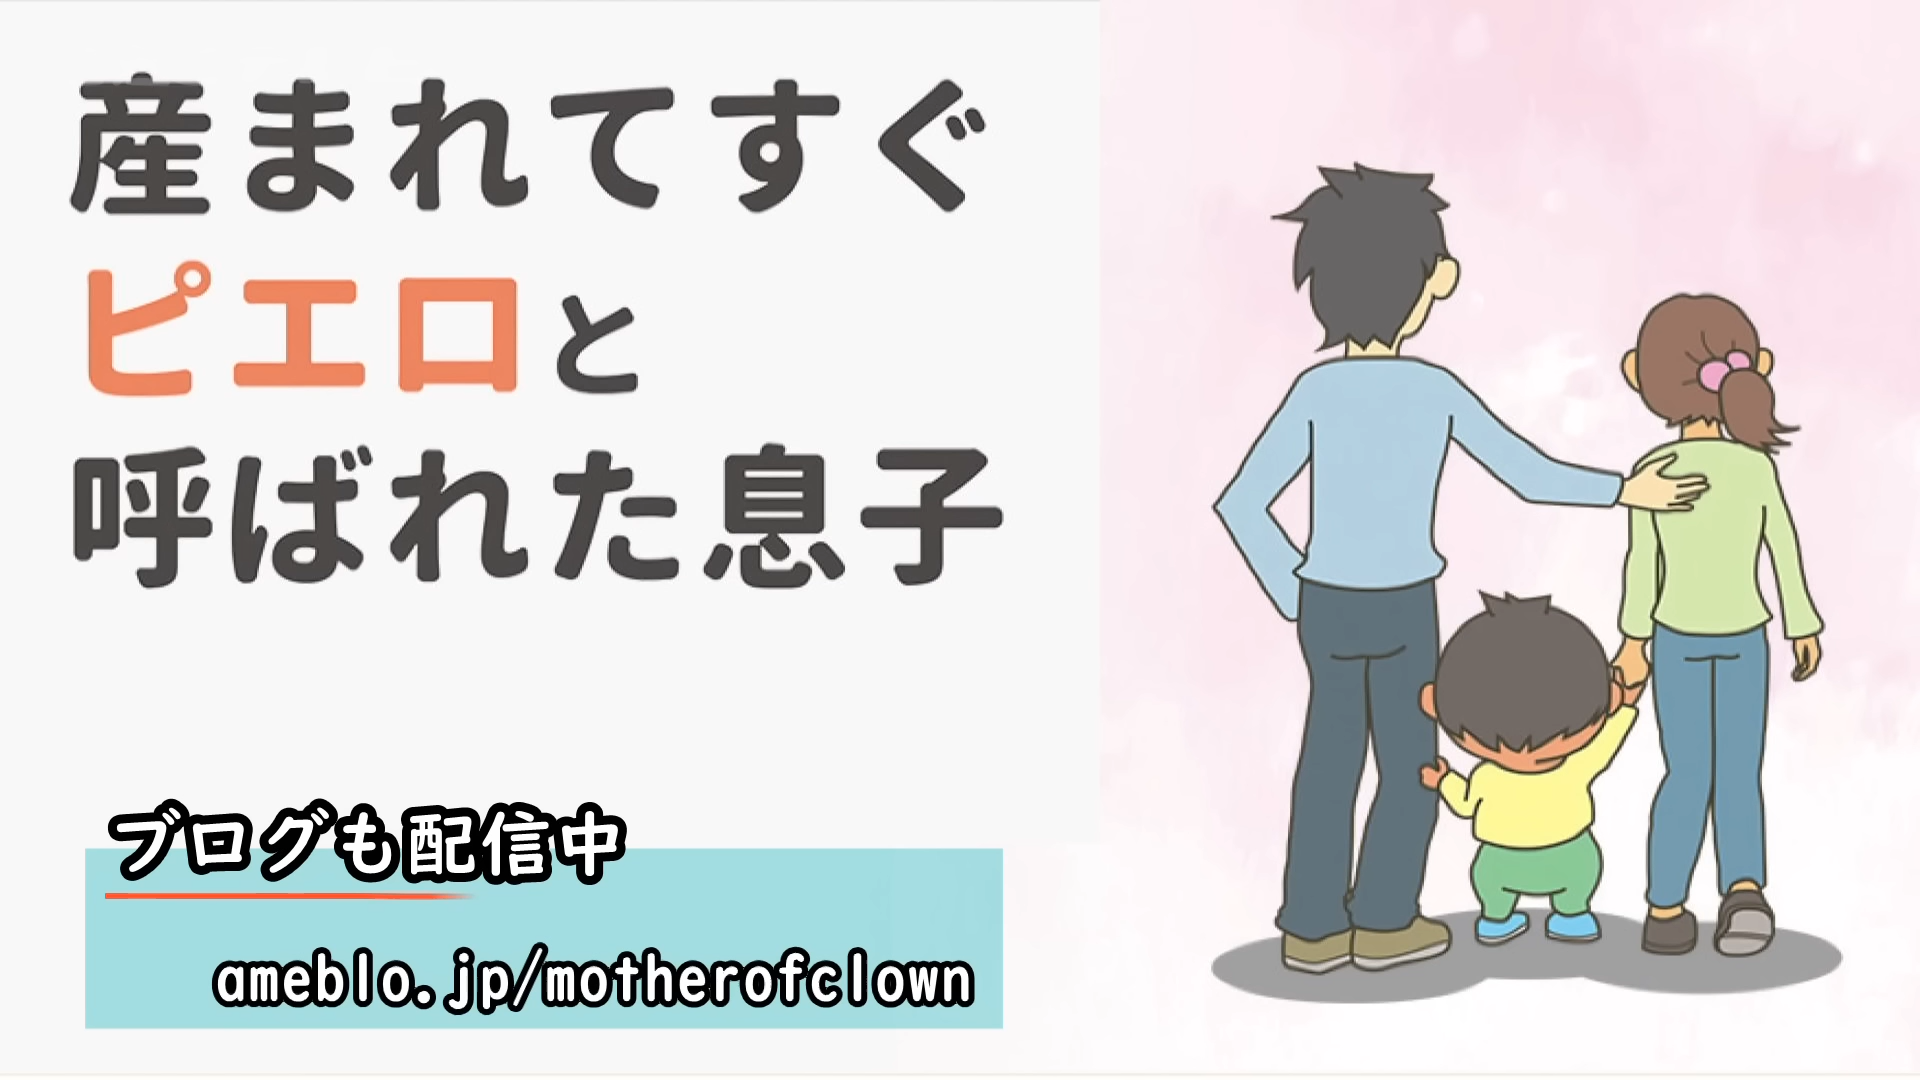 産まれてすぐ
ピエロと
呼ばれた息子
ブログも配信中
ameblo.jp/motherofclown